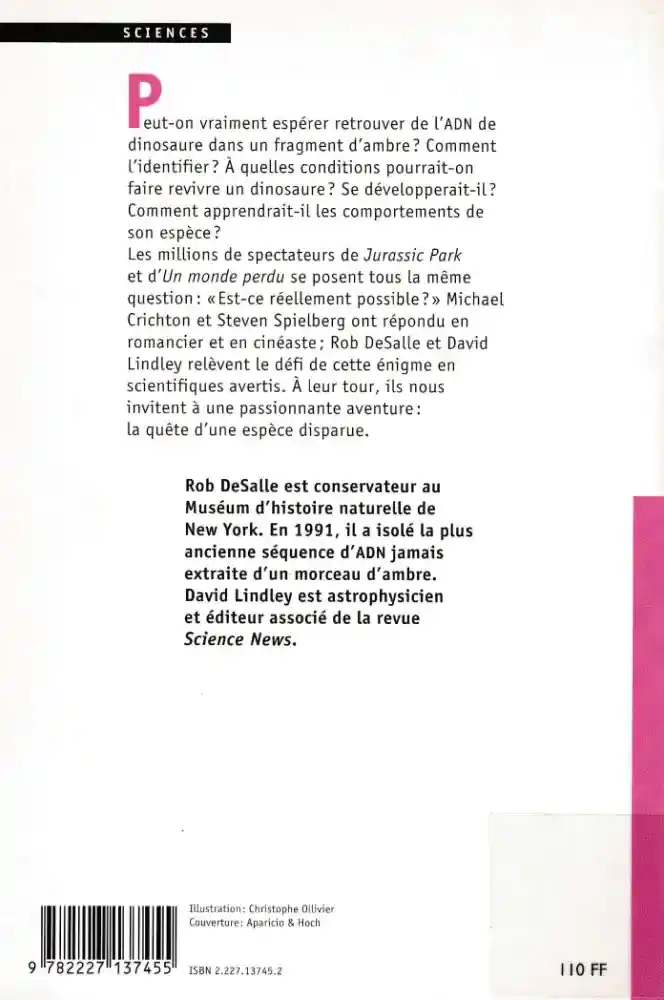 SCIENCES
Peut-on vraiment espérer retrouver de l'ADN de
dinosaure dans un fragment d'ambre? Comment
l'identifier? À quelles conditions pourrait-on
faire revivre un dinosaure? Se développerait-il?
Comment apprendrait-il les comportements de
son espèce?
Les millions de spectateurs de Jurassic Park
et d'Un monde perdu se posent tous la même
question: «Est-ce réellement possible?» Michael
Crichton et Steven Spielberg ont répondu en
romancier et en cinéaste; Rob DeSalle et David
Lindley relèvent le défi de cette énigme en
scientifiques avertis. À leur tour, ils nous
invitent à une passionnante aventure:
la quête d'une espèce disparue.
Rob DeSalle est conservateur au
Muséum d'histoire naturelle de
New York. En 1991, il a isolé la plus
ancienne séquence d'ADN jamais
extraite d'un morceau d'ambre.
David Lindley est astrophysicien
et éditeur associé de la revue
Science News.
Illustration: Christophe Ollivier
Couverture: Aparicio & Hoch
9 782227 137455
ISBN 2.227.13745.2
110 FF